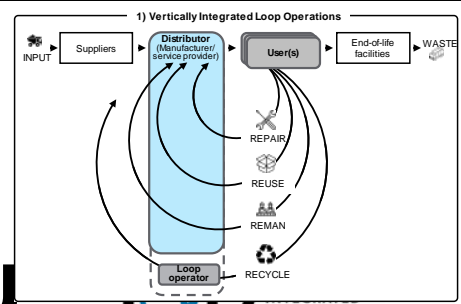 1) Vertically Integrated Loop Operations
INPUT
Suppliers
Distributor
(Manufacturer/
service provider)
User(s)
End-of-life
facilities
WASTE
REPAIR
REUSE
REMAN
RECYCLE
Loop
operator